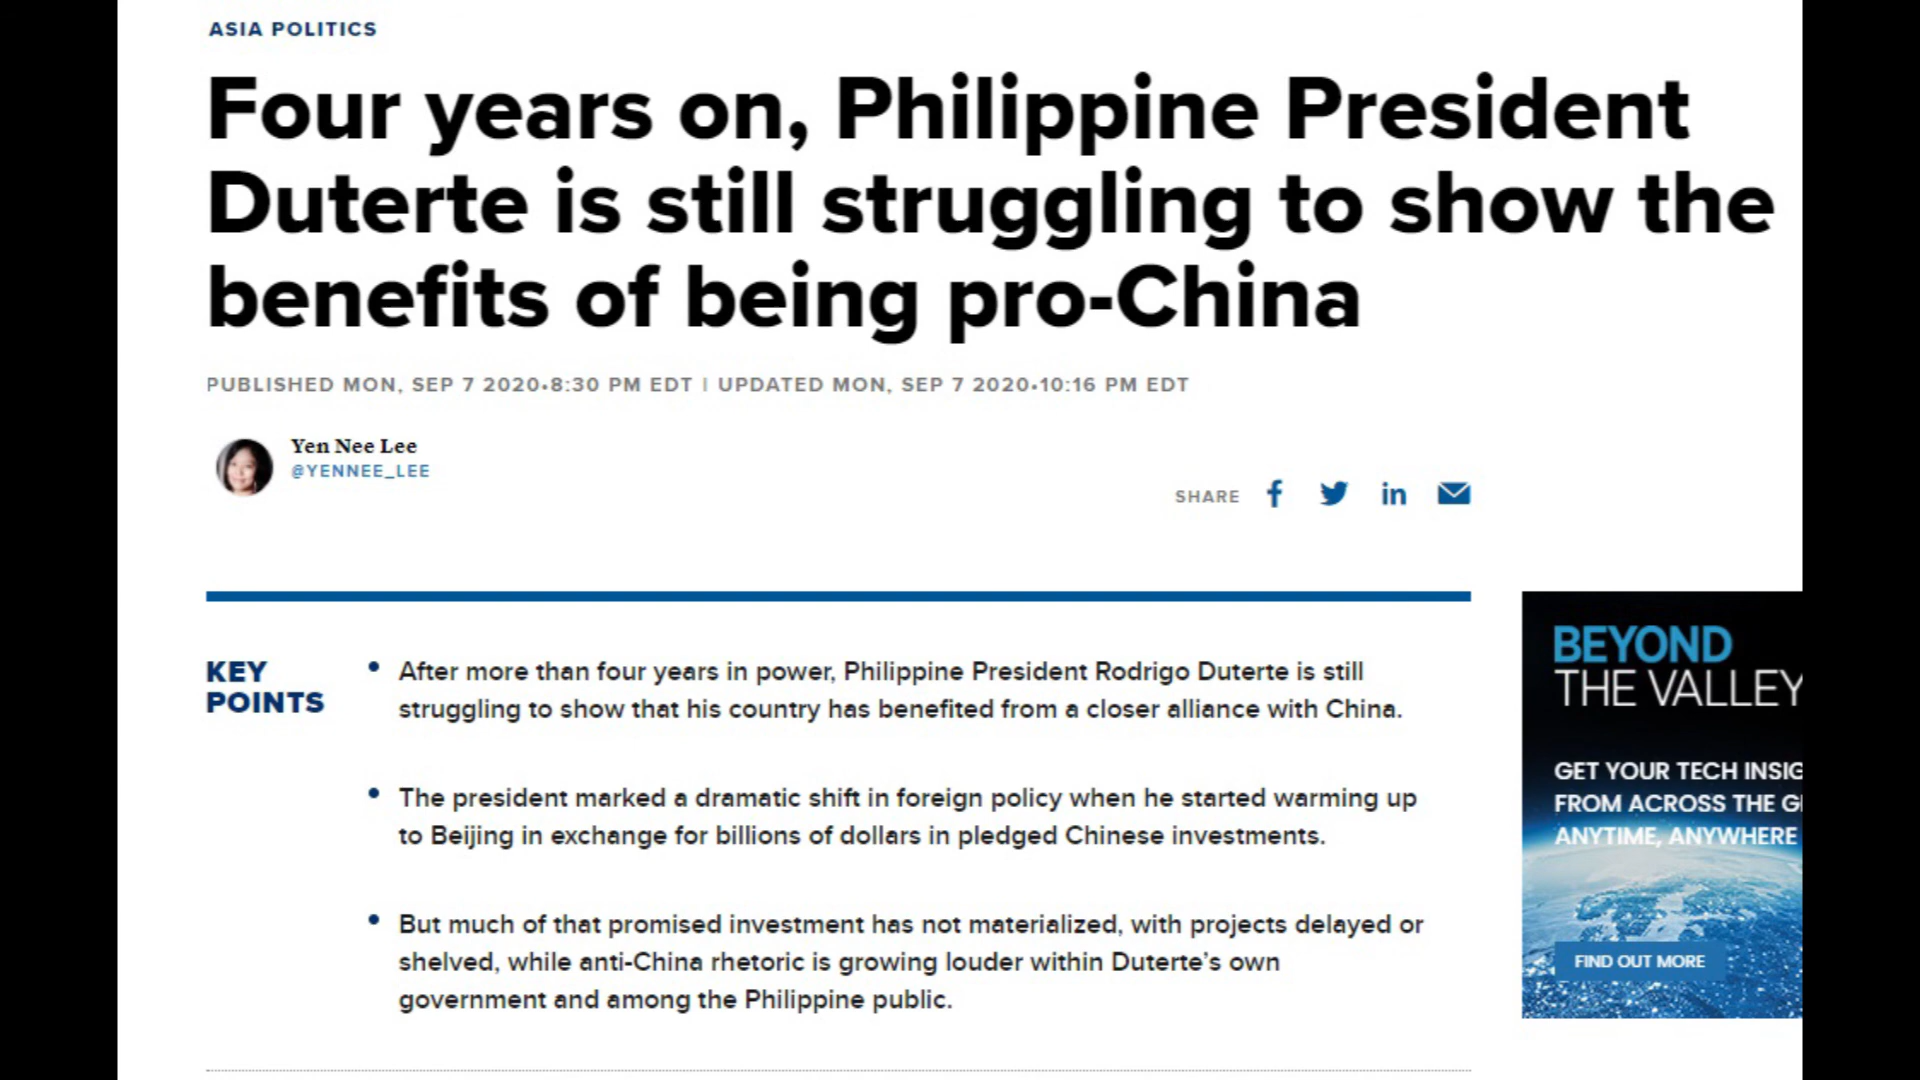 ASIA POLITICS
Four years on, Philippine President
Duterte is still struggling to show the
benefits of being pro-China
PUBLISHED MON, SEP 7 2020•8:30 PM EDT | UPDATED MON, SEP 7 2020•10:16 PM EDT
Yen Nee Lee
@YENNEE_LEE
SHARE
KEY
POINTS
After more than four years in power, Philippine President Rodrigo Duterte is still
struggling to show that his country has benefited from a closer alliance with China.
The president marked a dramatic shift in foreign policy when he started warming up
to Beijing in exchange for billions of dollars in pledged Chinese investments.
But much of that promised investment has not materialized, with projects delayed or
shelved, while anti-China rhetoric is growing louder within Duterte’s own
government and among the Philippine public.
BEYOND
THE VALLEY
GET YOUR TECH
FROM ACROSS THE
ANYTIME, ANYWHERE
FIND OUT MORE